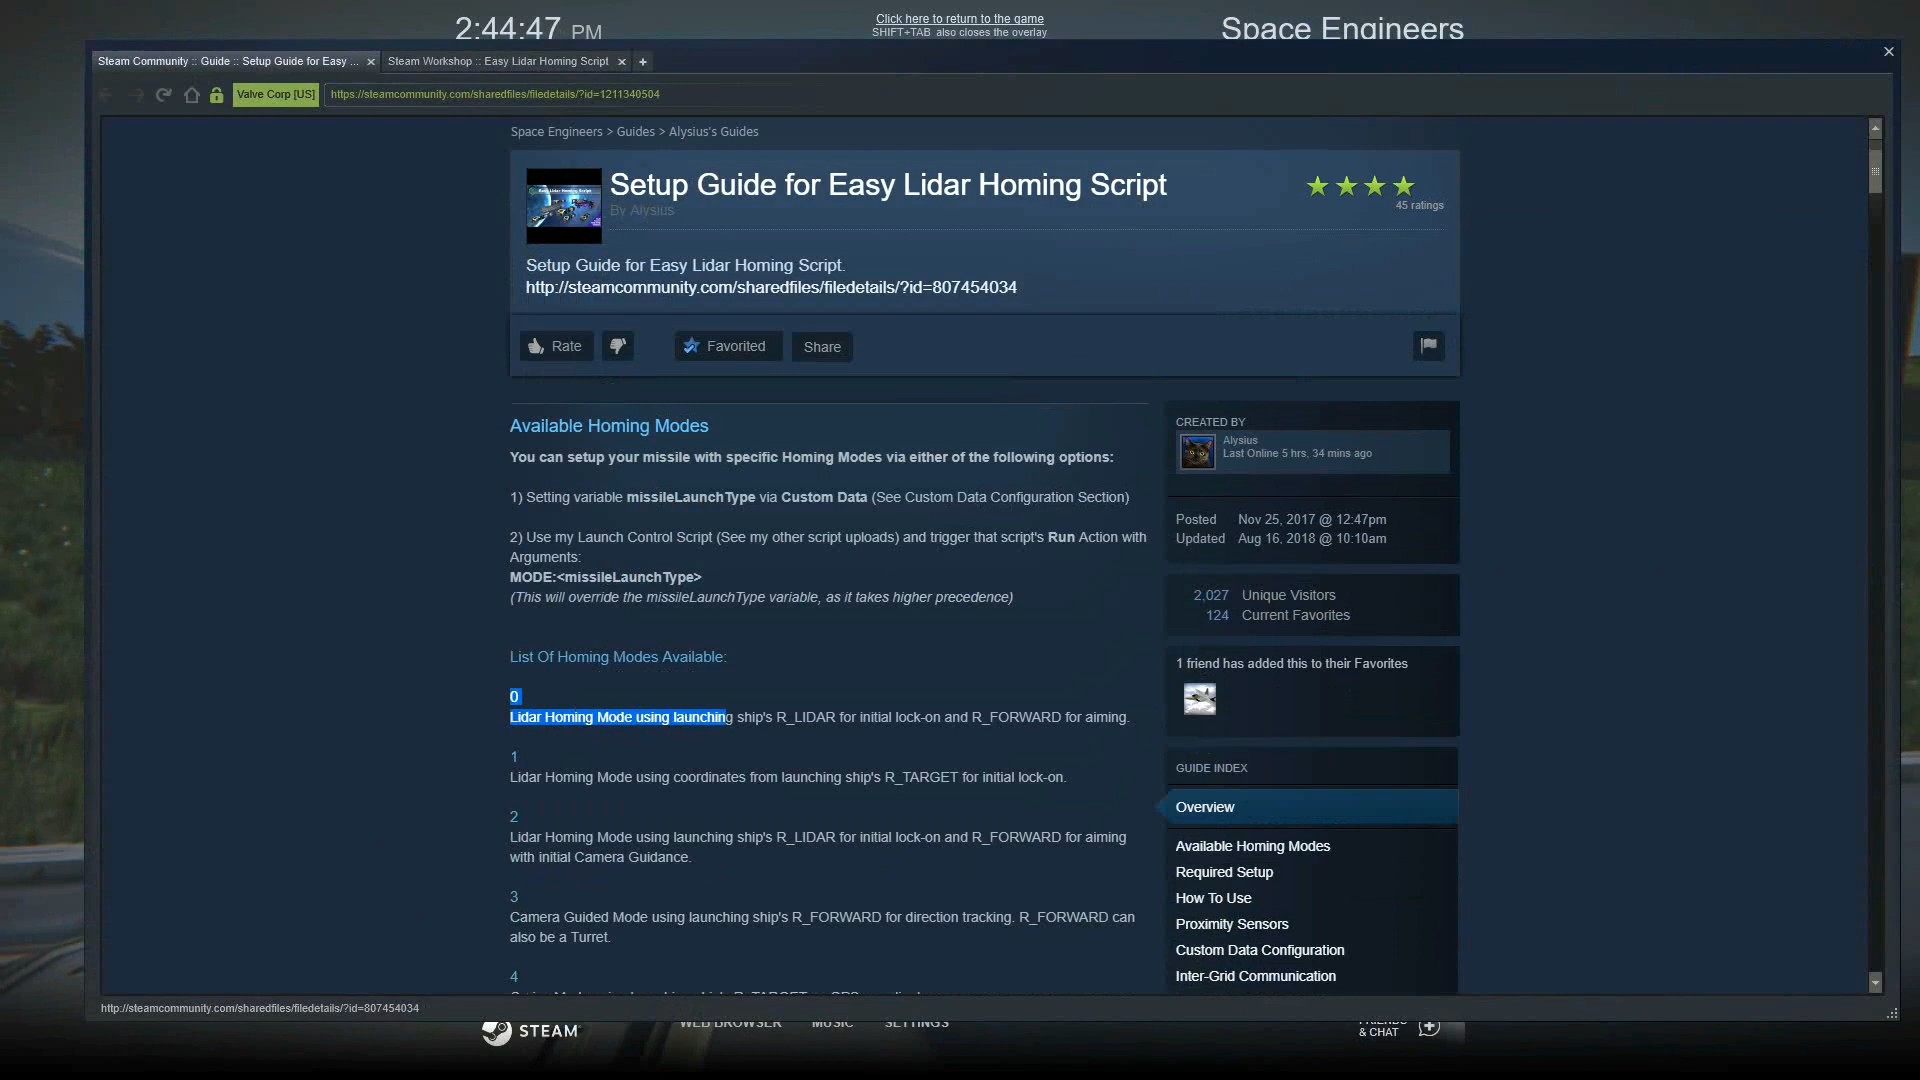 2:44:47 PM
Click here to return to the game
SHIFT+TAB also closes the overlay
Space Engineers
Steam Community :: Guide :: Setup Guide for Easy ...
Steam Workshop :: Easy Lidar Homing Script
Valve Corp [US]
https://steamcommunity.com/sharedfiles/filedetails/?id=1211340504
Space Engineers > Guides > Alysius's Guides
Setup Guide for Easy Lidar Homing Script
By Alysius
45 ratings
Setup Guide for Easy Lidar Homing Script.
http://steamcommunity.com/sharedfiles/filedetails/?id=807454034
Rate
Favorited
Share
Available Homing Modes
You can setup your missile with specific Homing Modes via either of the following options:
1) Setting variable missileLaunchType via Custom Data (See Custom Data Configuration Section)
2) Use my Launch Control Script (See my other script uploads) and trigger that script's Run Action with
Arguments:
MODE:<missileLaunchType>
(This will override the missileLaunchType variable, as it takes higher precedence)
List Of Homing Modes Available:
0
Lidar Homing Mode using launching ship's R_LIDAR for initial lock-on and R_FORWARD for aiming.
1
Lidar Homing Mode using coordinates from launching ship's R_TARGET for initial lock-on.
2
Lidar Homing Mode using launching ship's R_LIDAR for initial lock-on and R_FORWARD for aiming
with initial Camera Guidance.
3
Camera Guided Mode using launching ship's R_FORWARD for direction tracking. R_FORWARD can
also be a Turret.
4
CREATED BY
Alysius
Last Online 5 hrs, 34 mins ago
Posted Nov 25, 2017 @ 12:47pm
Updated Aug 16, 2018 @ 10:10am
2,027 Unique Visitors
124 Current Favorites
1 friend has added this to their Favorites
GUIDE INDEX
Overview
Available Homing Modes
Required Setup
How To Use
Proximity Sensors
Custom Data Configuration
Inter-Grid Communication
http://steamcommunity.com/sharedfiles/filedetails/?id=807454034
STEAM
WEB BROWSER
MUSIC
SETTINGS
FRIENDS
& CHAT